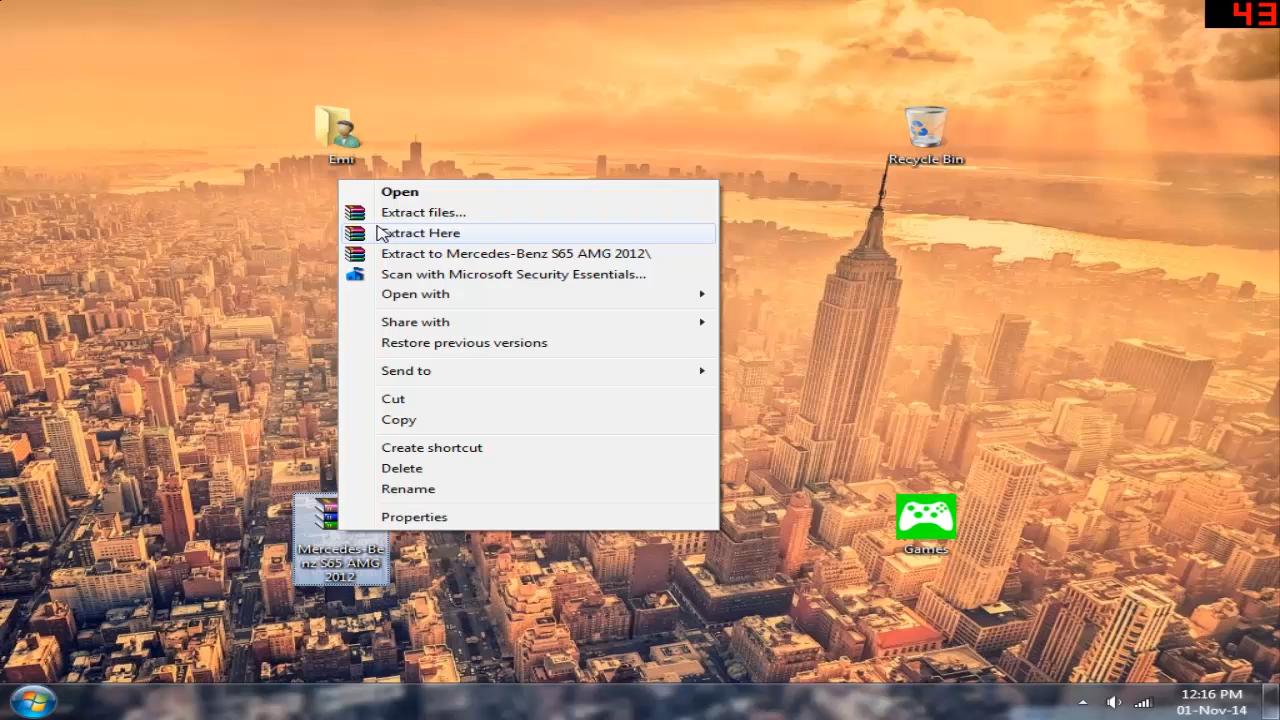 43
Emi
Recycle Bin
Open
Extract files...
Extract Here
Extract to Mercedes-Benz S65 AMG 2012\
Scan with Microsoft Security Essentials...
Open with
Share with
Restore previous versions
Send to
Cut
Copy
Create shortcut
Delete
Rename
Properties
Mercedes-Be
nz S65 AMG
2012
Games
12:16 PM
01-Nov-14